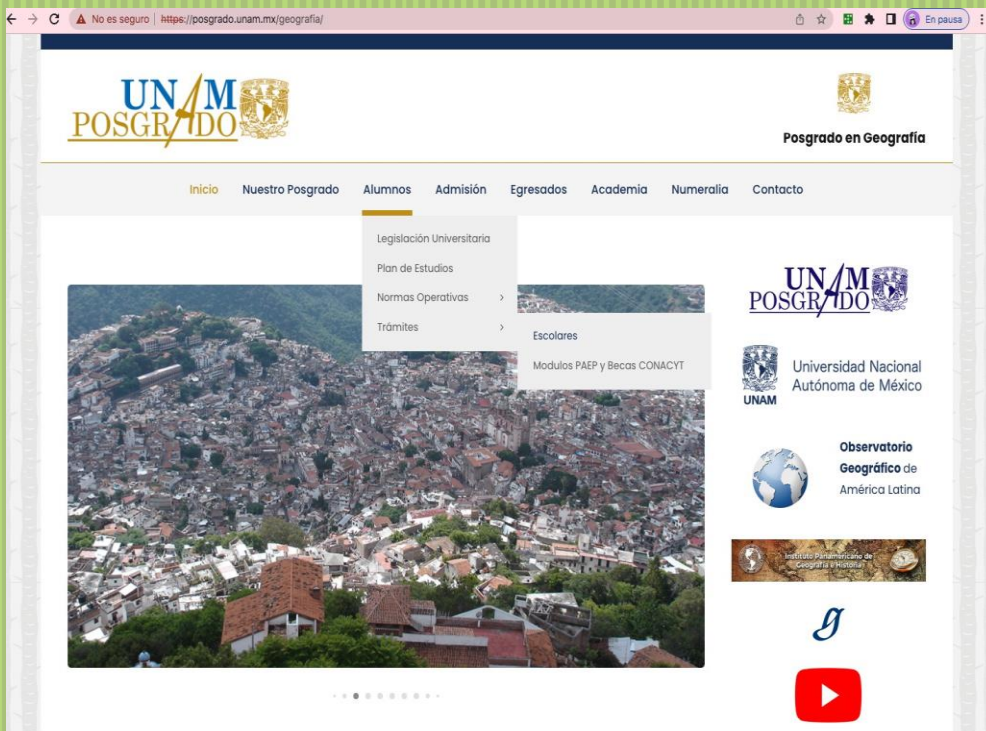 No es seguro | https://posgrado.unam.mx/geografia/
En pausa
UNAM
POSGRADO
Posgrado en Geografía
Inicio Nuestro Posgrado Alumnos Admisión Egresados Academia Numeralia Contacto
Legislación Universitaria
Plan de Estudios
Normas Operativas
Trámites
Escolares
Modulos PAEP y Becas CONACYT
UNAM
POSGRADO
Universidad Nacional
Autónoma de México
UNAM
Observatorio
Geográfico de
América Latina
Instituto Panamericano de
Geografía e Historia
g